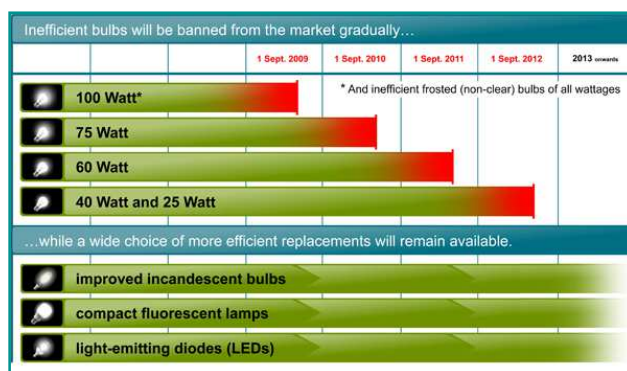 Inefficient bulbs will be banned from the market gradually…
1 Sept. 2009 1 Sept. 2010 1 Sept. 2011 1 Sept. 2012 2013 onwards
100 Watt*
* And inefficient frosted (non-clear) bulbs of all wattages
75 Watt
60 Watt
40 Watt and 25 Watt
…while a wide choice of more efficient replacements will remain available.
improved incandescent bulbs
compact fluorescent lamps
light-emitting diodes (LEDs)